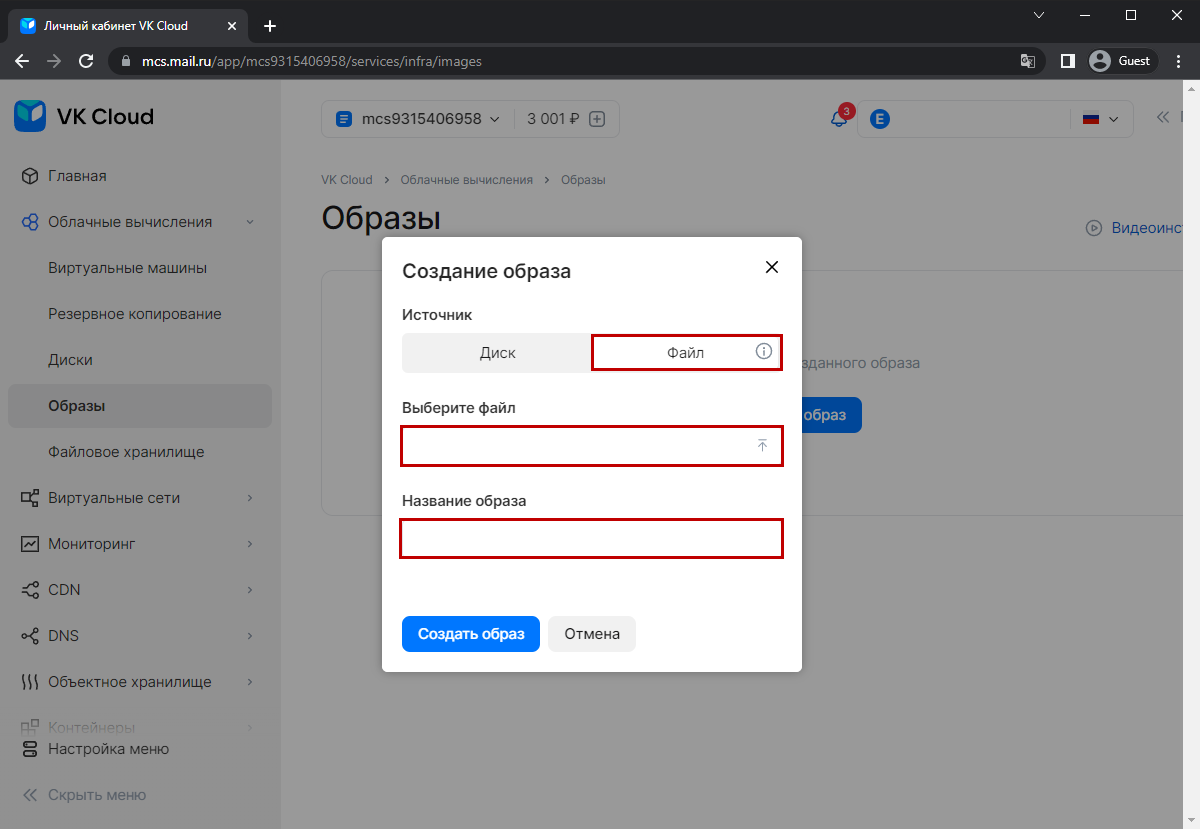 Личный кабинет VK Cloud
mcs.mail.ru/app/mcs9315406958/services/infra/images
Guest
VK Cloud
mcs9315406958
3 001 ₽
3
E
Главная
Облачные вычисления
Виртуальные машины
Резервное копирование
Диски
Образы
Файловое хранилище
Виртуальные сети
Мониторинг
CDN
DNS
Объектное хранилище
Контейнеры
Настройка меню
Скрыть меню
VK Cloud
Облачные вычисления
Образы
Образы
Создание образа
Источник
Диск
Файл
Выберите файл
Название образа
Создать образ
Отмена
образа
образ